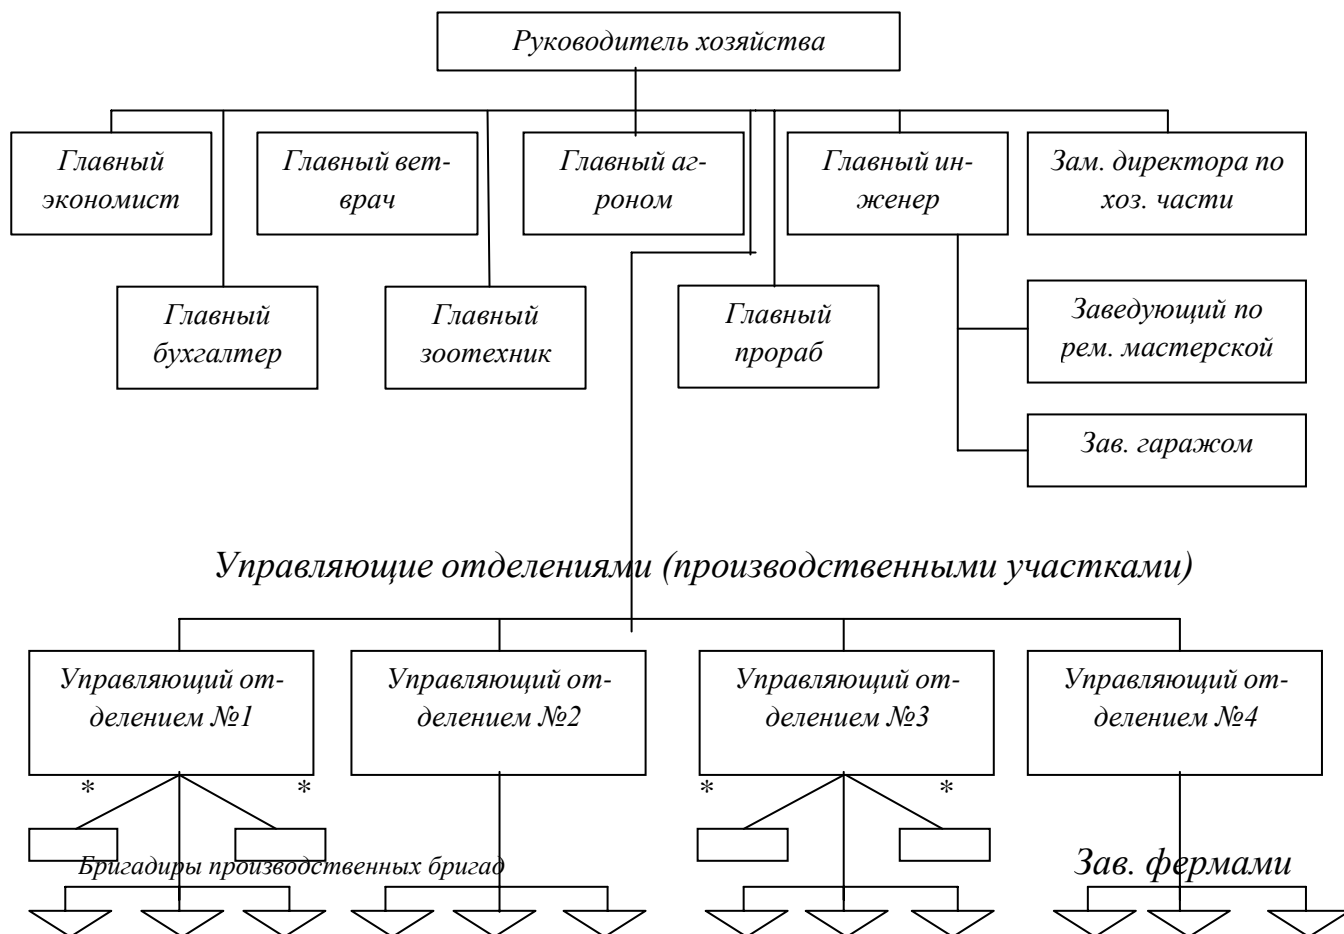 Руководитель хозяйства
Главный
экономист
Главный вет-
врач
Главный аг-
роном
Главный ин-
женер
Зам. директора по
хоз. части
Главный
бухгалтер
Главный
зоотехник
Главный
прораб
Заведующий по
рем. мастерской
Зав. гаражом
Управляющие отделениями (производственными участками)
Управляющий от-
делением №1
Управляющий от-
делением №2
Управляющий от-
делением №3
Управляющий от-
делением №4
* * * *
Бригадиры производственных бригад
Зав. фермами